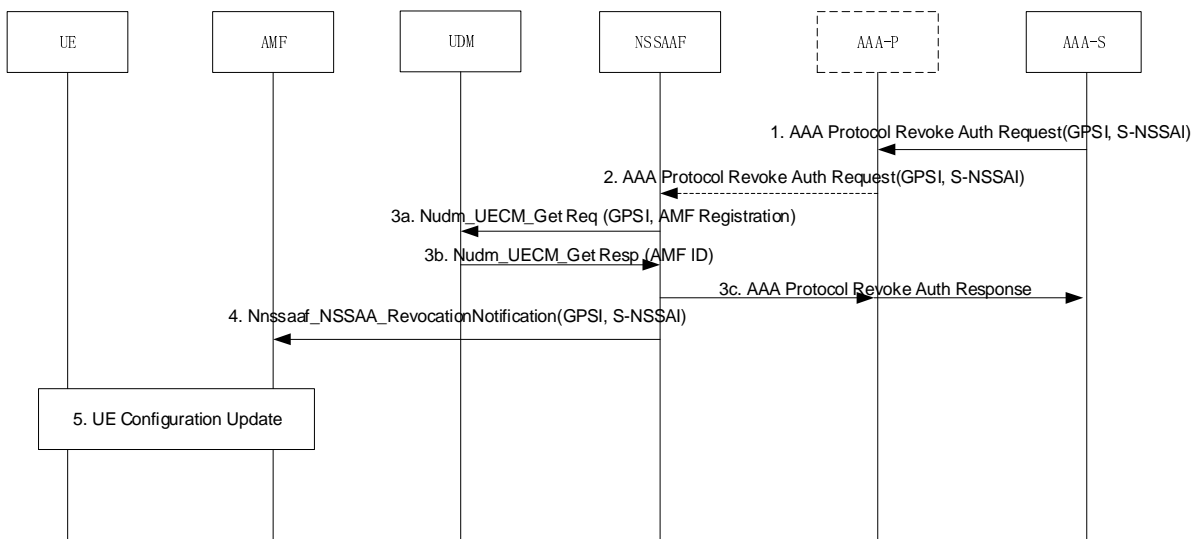 UE
AMF
UDM
NSSAAF
AAA-P
AAA-S
1. AAA Protocol Revoke Auth Request(GPSI, S-NSSAI)
2. AAA Protocol Revoke Auth Request(GPSI, S-NSSAI)
3a. Nudm_UECM_Get Req (GPSI, AMF Registration)
3b. Nudm_UECM_Get Resp (AMF ID)
3c. AAA Protocol Revoke Auth Response
4. Nnssaaf_NSSAA_RevocationNotification(GPSI, S-NSSAI)
5. UE Configuration Update